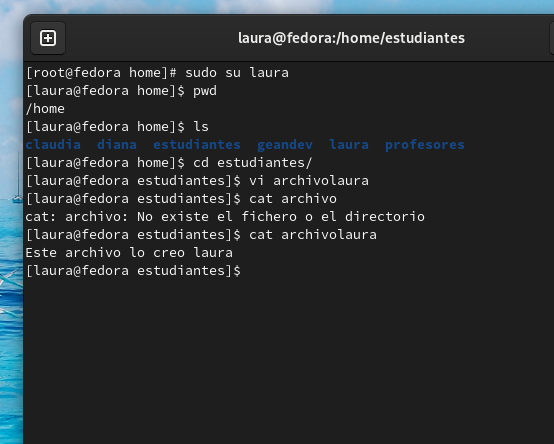 laura@fedora:/home/estudiantes
[root@fedora home]# sudo su laura
[laura@fedora home]$ pwd
/home
[laura@fedora home]$ ls
claudia  diana  estudiantes  geandev  laura  profesores
[laura@fedora home]$ cd estudiantes/
[laura@fedora estudiantes]$ vi archivolaura
[laura@fedora estudiantes]$ cat archivo
cat: archivo: No existe el fichero o el directorio
[laura@fedora estudiantes]$ cat archivolaura
Este archivo lo creo laura
[laura@fedora estudiantes]$